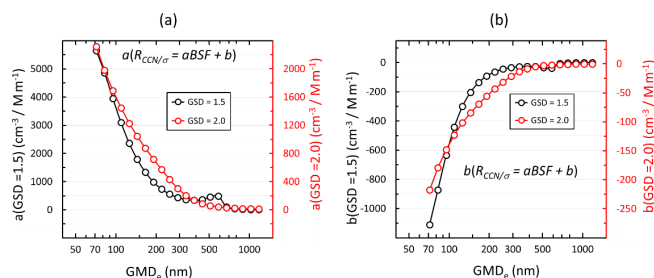 (a)
a(R_CCN/σ = aBSF + b)
GSD = 1.5
GSD = 2.0
a(GSD =1.5) (cm⁻³ / M m⁻¹)
5000
4000
3000
2000
1000
0
a(GSD =2.0) (cm⁻³ / M m⁻¹)
2000
1600
1200
800
400
0
50 70 100 200 300 500 1000
GMDₑ (nm)
(b)
GSD = 1.5
GSD = 2.0
b(R_CCN/σ = aBSF + b)
b(GSD =1.5) (cm⁻³ / M m⁻¹)
0
-200
-400
-600
-800
-1000
b(GSD =2.0) (cm⁻³ / M m⁻¹)
0
-50
-100
-150
-200
-250
50 70 100 200 300 500 1000
GMDₑ (nm)